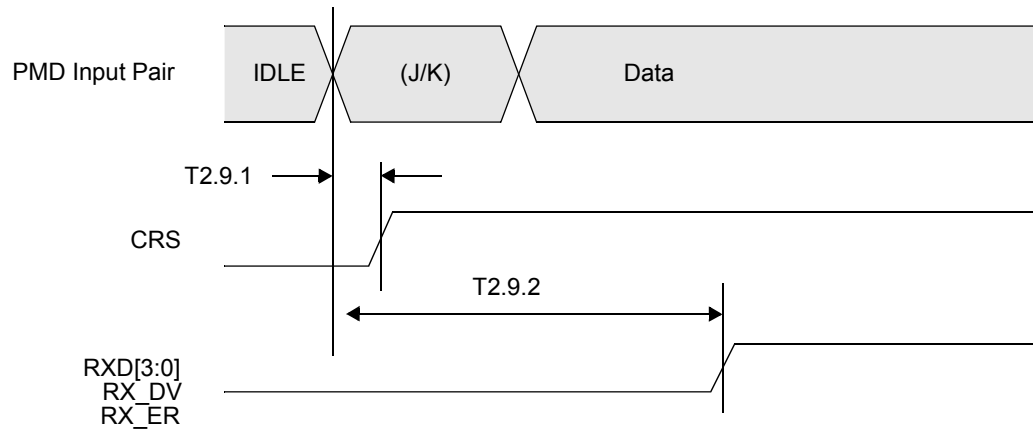 PMD Input Pair
IDLE
(J/K)
Data
T2.9.1
CRS
T2.9.2
RXD[3:0]
RX_DV
RX_ER